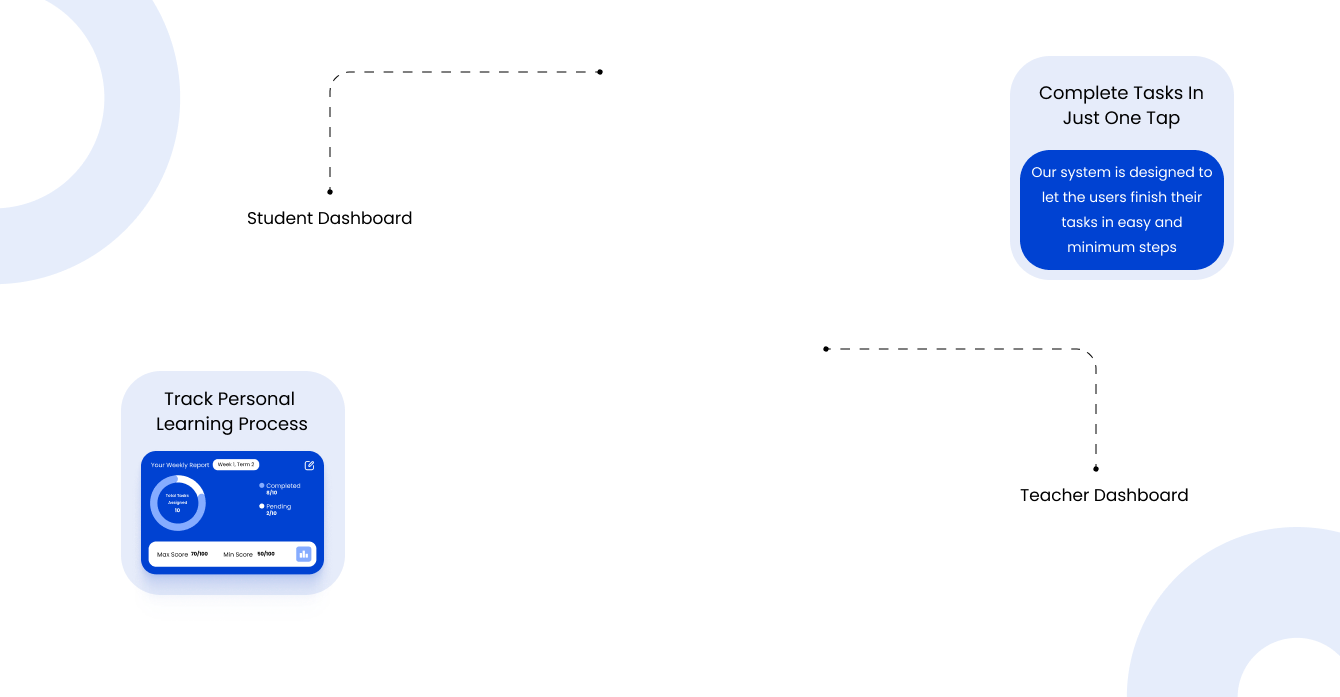 Complete Tasks In
Just One Tap
Our system is designed to
let the users finish their
tasks in easy and
minimum steps
Student Dashboard
Track Personal
Learning Process
Your Weekly Report Week 1, Term 2
Total Tasks
Assigned
10
Completed
8/10
Pending
2/10
Max Score 70/100 Min Score 50/100
Teacher Dashboard